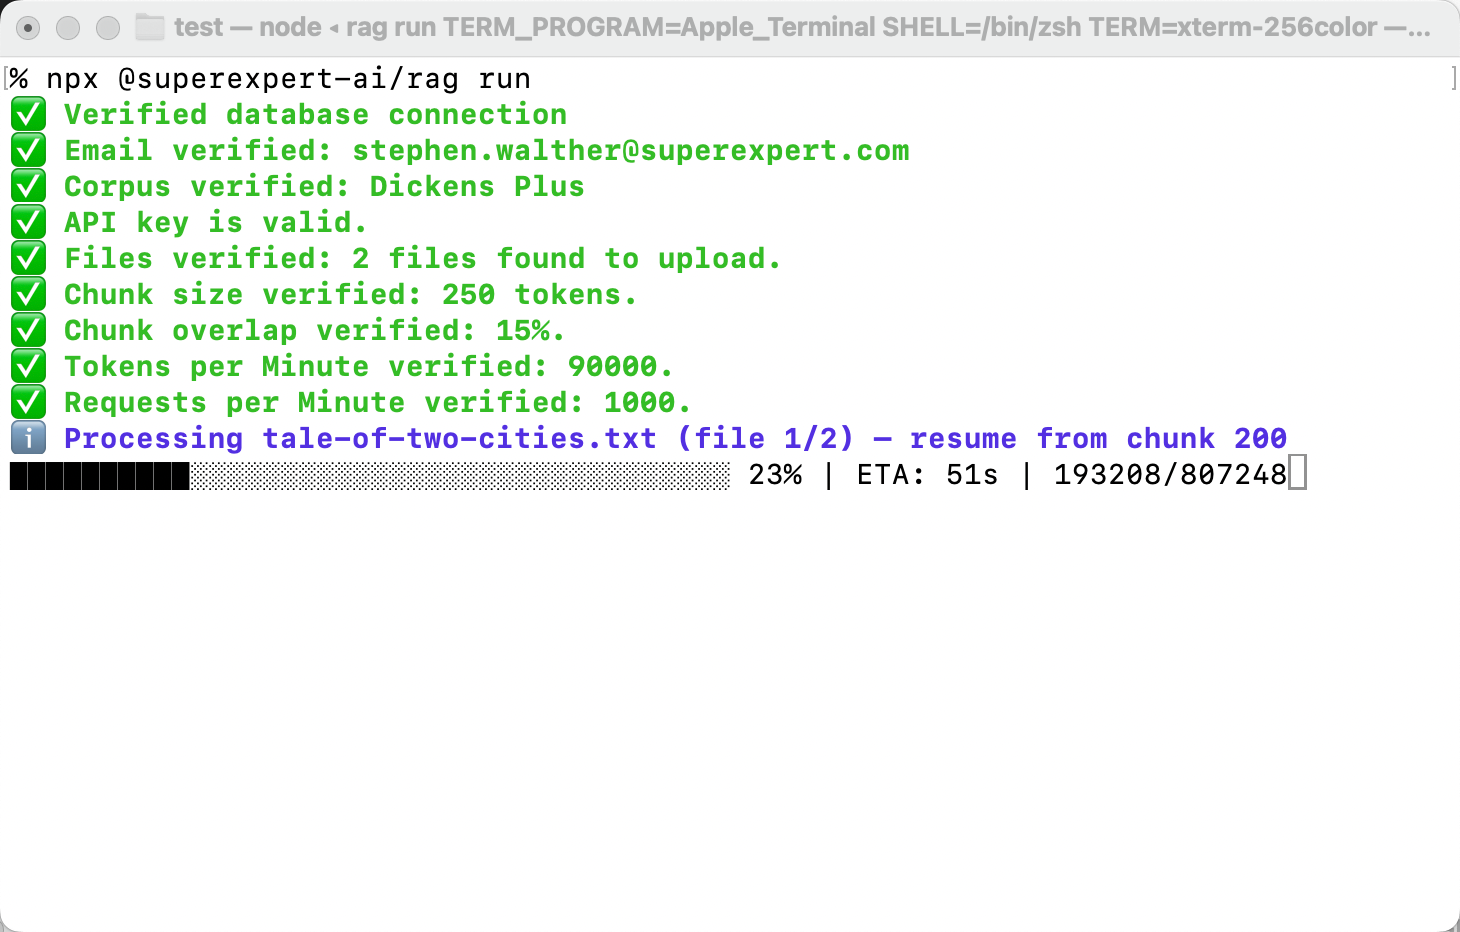 test — node ◂ rag run TERM_PROGRAM=Apple_Terminal SHELL=/bin/zsh TERM=xterm-256color —...
[% npx @superexpert-ai/rag run ]
✅ Verified database connection
✅ Email verified: stephen.walther@superexpert.com
✅ Corpus verified: Dickens Plus
✅ API key is valid.
✅ Files verified: 2 files found to upload.
✅ Chunk size verified: 250 tokens.
✅ Chunk overlap verified: 15%.
✅ Tokens per Minute verified: 90000.
✅ Requests per Minute verified: 1000.
ℹ️ Processing tale-of-two-cities.txt (file 1/2) — resume from chunk 200
██████████░░░░░░░░░░░░░░░░░░░░░░░░░░░░░░ 23% | ETA: 51s | 193208/807248